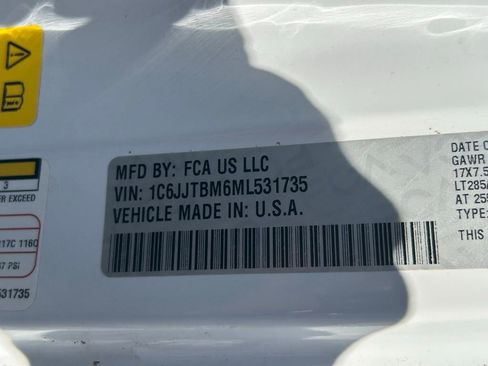 MFD BY: FCA US LLC
VIN: 1C6JJTBM6ML531735
VEHICLE MADE IN: U.S.A.
DATE O
GAWR
17X7.5
LT285/
AT 25
TYPE:
THIS
3
ER EXCEED
17C 116
7 PSI
531735